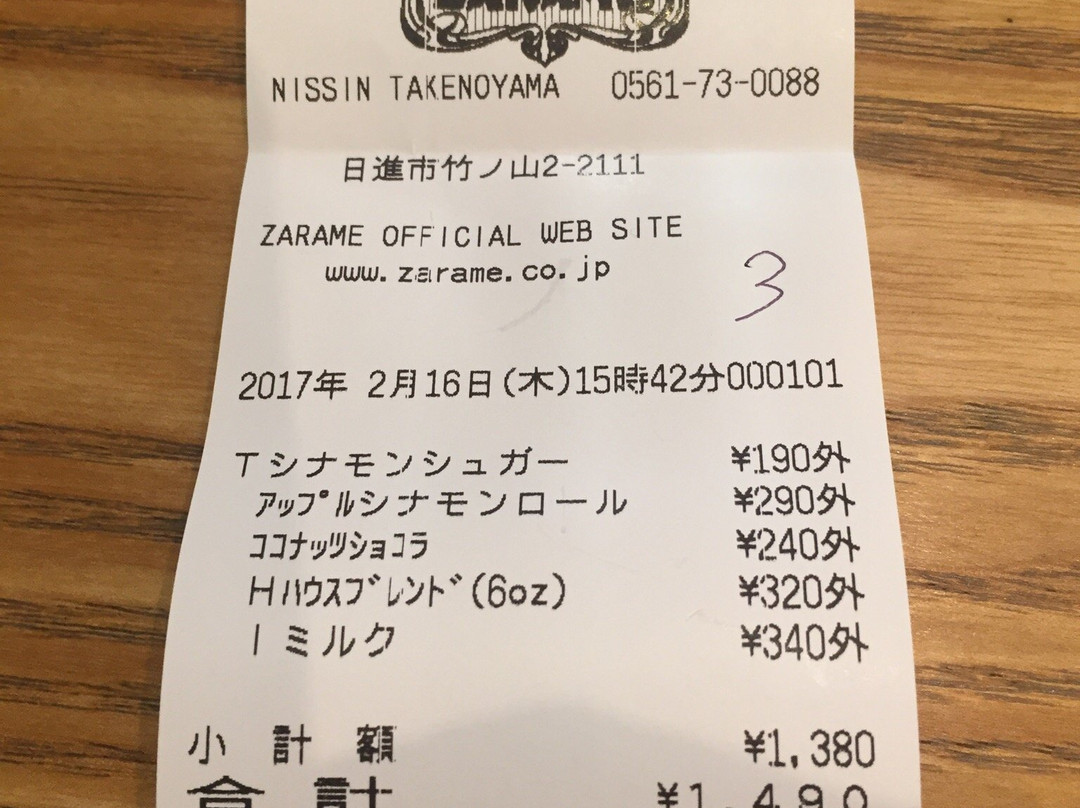 NISSIN TAKENOYAMA 0561-73-0088
日進市竹ノ山2-2111
ZARAME OFFICIAL WEB SITE
www.zarame.co.jp
3
2017年 2月16日(木)15時42分000101
Tシナモンシュガー ¥190外
ｱｯﾌﾟﾙシナモンロール ¥290外
ｺｺﾅｯﾂｼｮｺﾗ ¥240外
Hﾊｳｽﾌﾞﾚﾝﾄﾞ(6oz) ¥320外
Iミルク ¥340外
小計額 ¥1,380
合計 ¥1,490